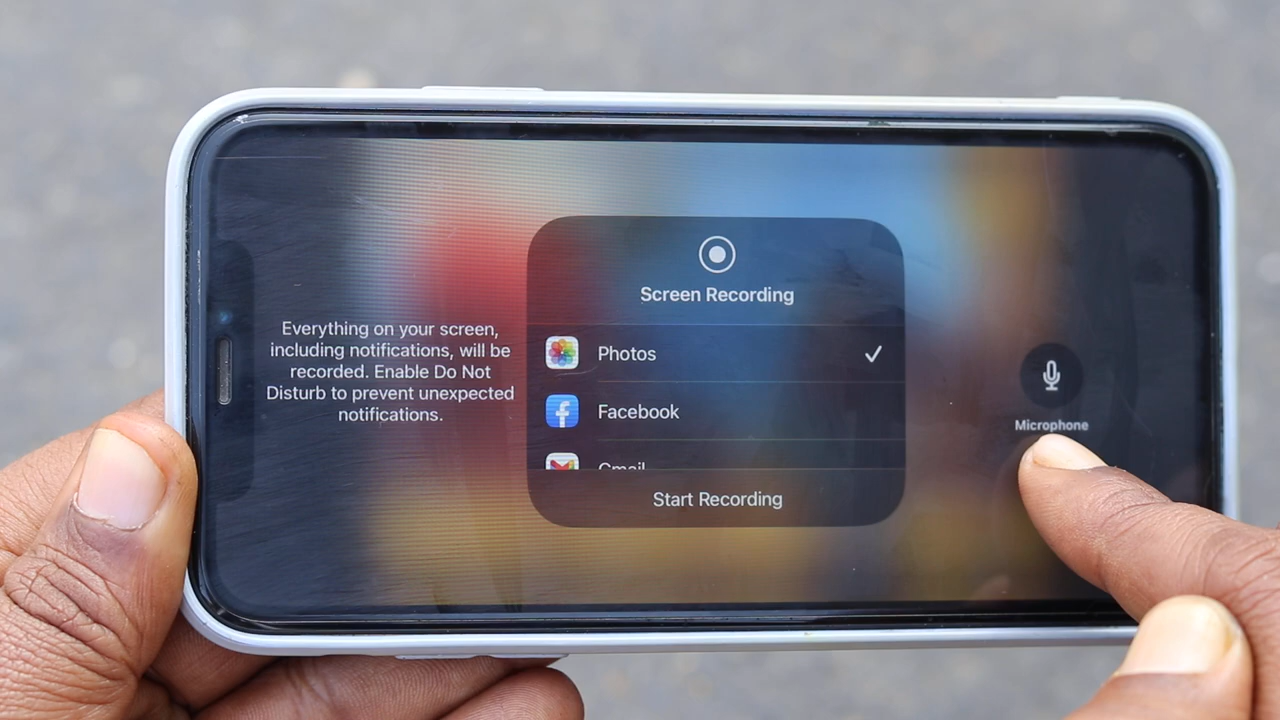 Everything on your screen,
including notifications, will be
recorded. Enable Do Not
Disturb to prevent unexpected
notifications.
Screen Recording
Photos
Facebook
Gmail
Start Recording
Microphone